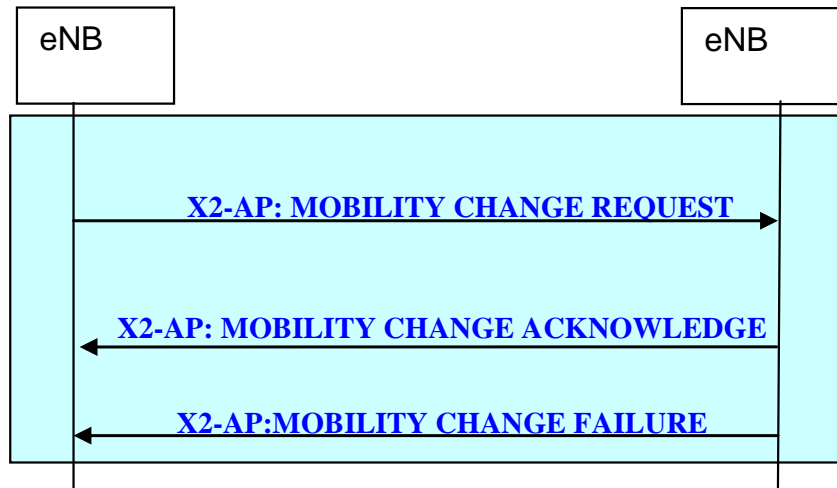 eNB
eNB
X2-AP: MOBILITY CHANGE REQUEST
X2-AP: MOBILITY CHANGE ACKNOWLEDGE
X2-AP:MOBILITY CHANGE FAILURE